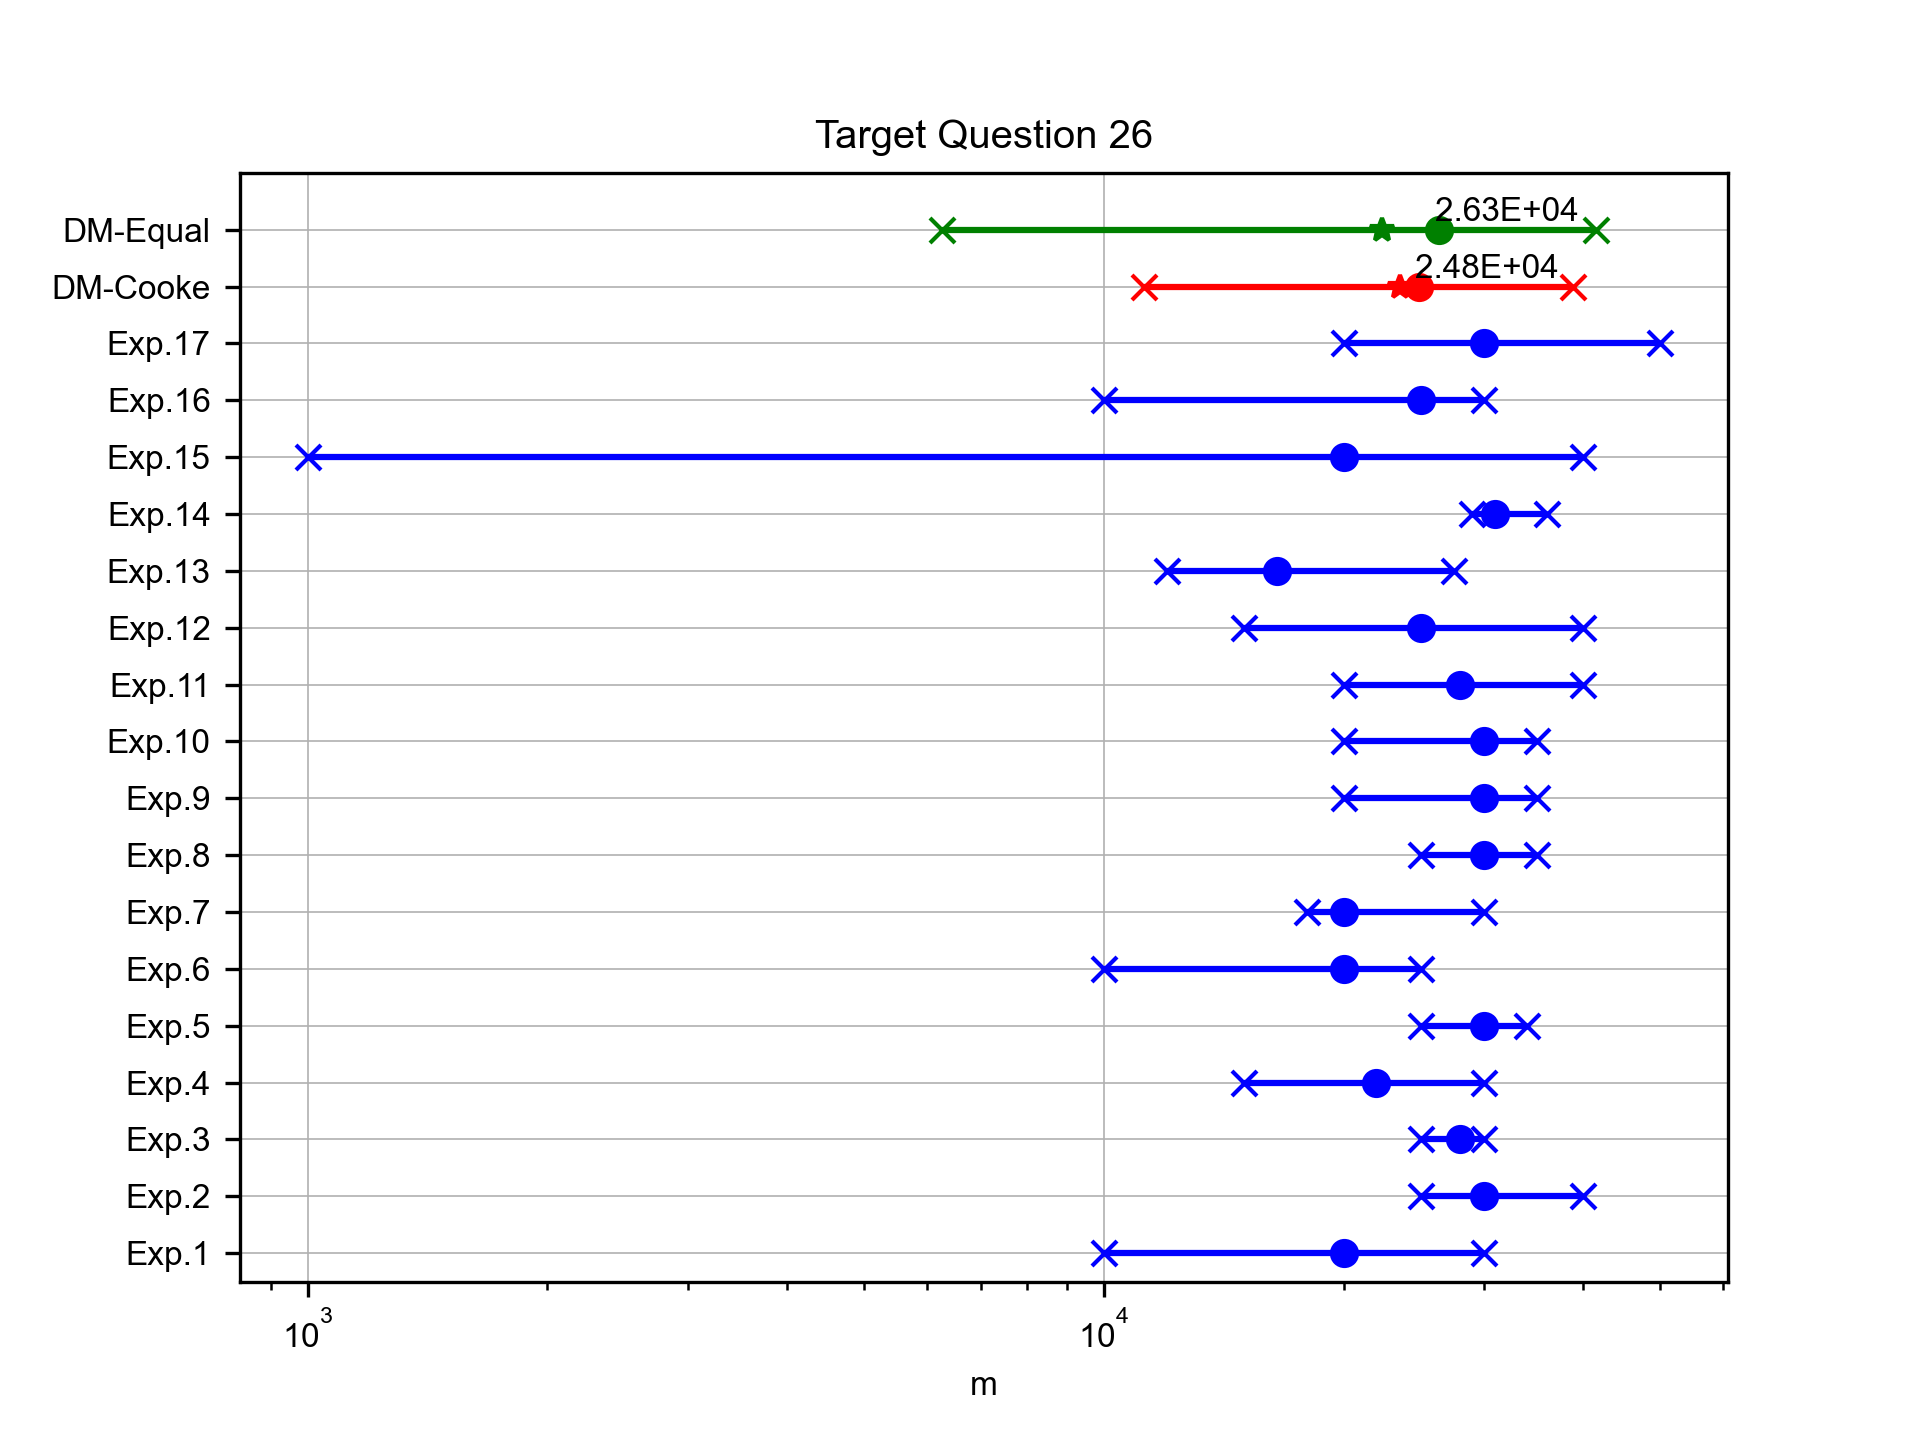 Target Question 26
DM-Equal
2.63E+04
DM-Cooke
2.48E+04
Exp.17
Exp.16
Exp.15
Exp.14
Exp.13
Exp.12
Exp.11
Exp.10
Exp.9
Exp.8
Exp.7
Exp.6
Exp.5
Exp.4
Exp.3
Exp.2
Exp.1
10³
10⁴
m